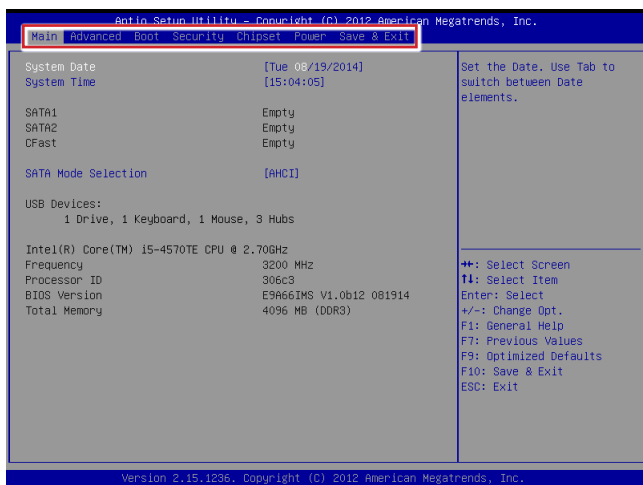 Aptio Setup Utility – Copyright (C) 2012 American Megatrends, Inc.
Main Advanced Boot Security Chipset Power Save & Exit
System Date [Tue 08/19/2014]
System Time [15:04:05]
SATA1 Empty
SATA2 Empty
CFast Empty
SATA Mode Selection [AHCI]
USB Devices:
1 Drive, 1 Keyboard, 1 Mouse, 3 Hubs
Intel(R) Core(TM) i5-4570TE CPU @ 2.70GHz
Frequency 3200 MHz
Processor ID 306c3
BIOS Version E9A66IMS V1.0b12 081914
Total Memory 4096 MB (DDR3)
Set the Date. Use Tab to
switch between Date
elements.
→←: Select Screen
↑↓: Select Item
Enter: Select
+/-: Change Opt.
F1: General Help
F7: Previous Values
F9: Optimized Defaults
F10: Save & Exit
ESC: Exit
Version 2.15.1236. Copyright (C) 2012 American Megatrends, Inc.